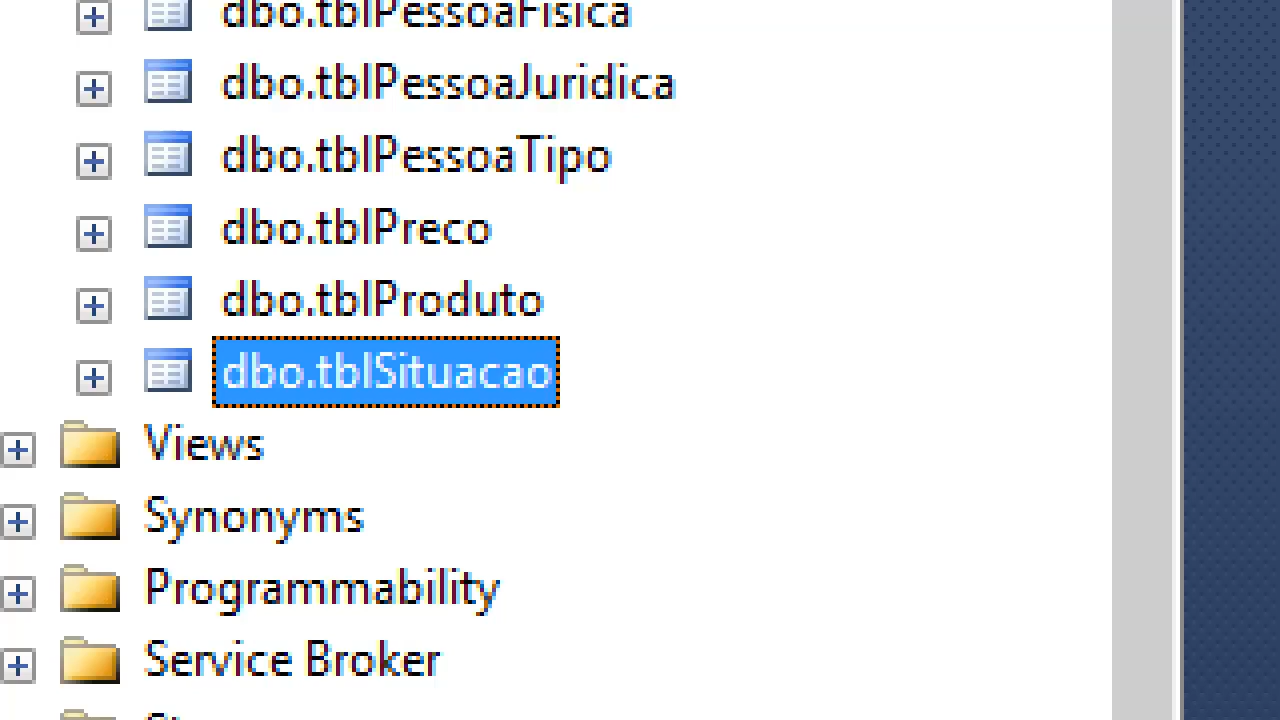 dbo.tblPessoaFisica
dbo.tblPessoaJuridica
dbo.tblPessoaTipo
dbo.tblPreco
dbo.tblProduto
dbo.tblSituacao
Views
Synonyms
Programmability
Service Broker